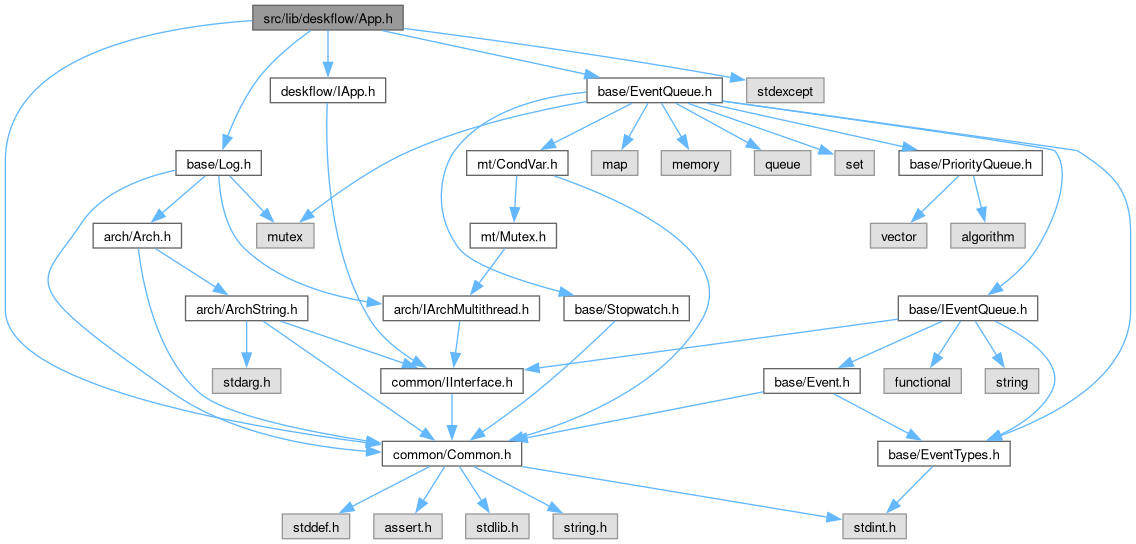 src/lib/deskflow/App.h
deskflow/IApp.h
base/EventQueue.h
stdexcept
base/Log.h
mt/CondVar.h
map
memory
queue
set
base/PriorityQueue.h
arch/Arch.h
mutex
mt/Mutex.h
vector
algorithm
arch/ArchString.h
arch/IArchMultithread.h
base/Stopwatch.h
base/IEventQueue.h
stdarg.h
common/IInterface.h
base/Event.h
functional
string
common/Common.h
base/EventTypes.h
stddef.h
assert.h
stdlib.h
string.h
stdint.h